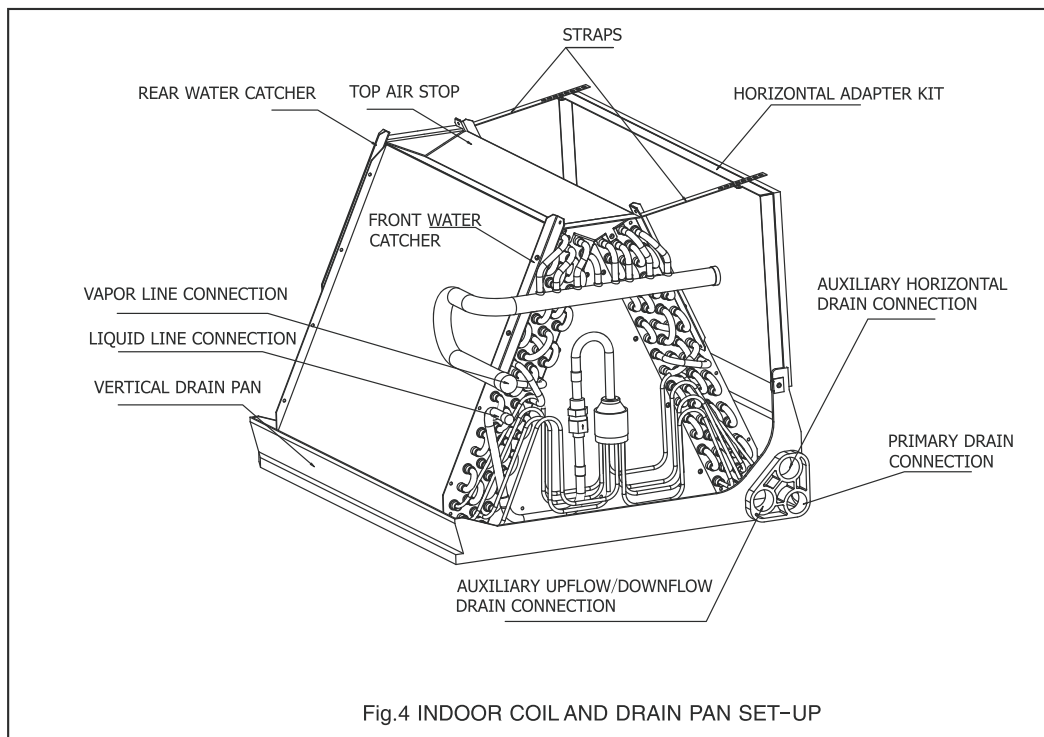 STRAPS
REAR WATER CATCHER
TOP AIR STOP
HORIZONTAL ADAPTER KIT
FRONT WATER
CATCHER
VAPOR LINE CONNECTION
LIQUID LINE CONNECTION
VERTICAL DRAIN PAN
AUXILIARY HORIZONTAL
DRAIN CONNECTION
PRIMARY DRAIN
CONNECTION
AUXILIARY UPFLOW/DOWNFLOW
DRAIN CONNECTION
Fig.4 INDOOR COIL AND DRAIN PAN SET-UP